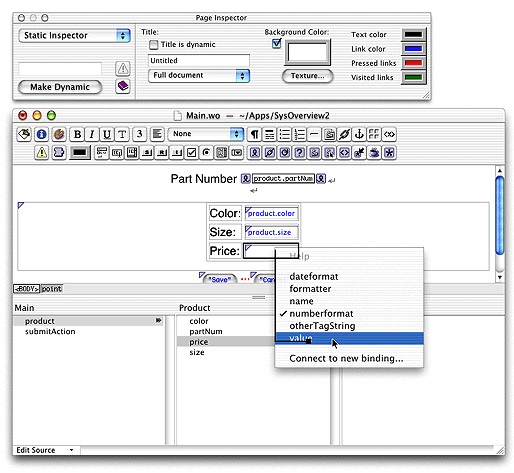 Page Inspector
Static Inspector
Make Dynamic
Title:
Title is dynamic
Untitled
Full document
Background Color:
Texture...
Text color
Link color
Pressed links
Visited links
Main.wo — ~/Apps/SysOverview2
B I U T 3
None
Part Number product.partNum
Color: "product.color
Size: "product.size
Price:
"Save"
<BODY> point
Help
dateformat
formatter
name
numberformat
otherTagString
value
Connect to new binding...
Main
product
submitAction
Product
color
partNum
price
size
Edit Source